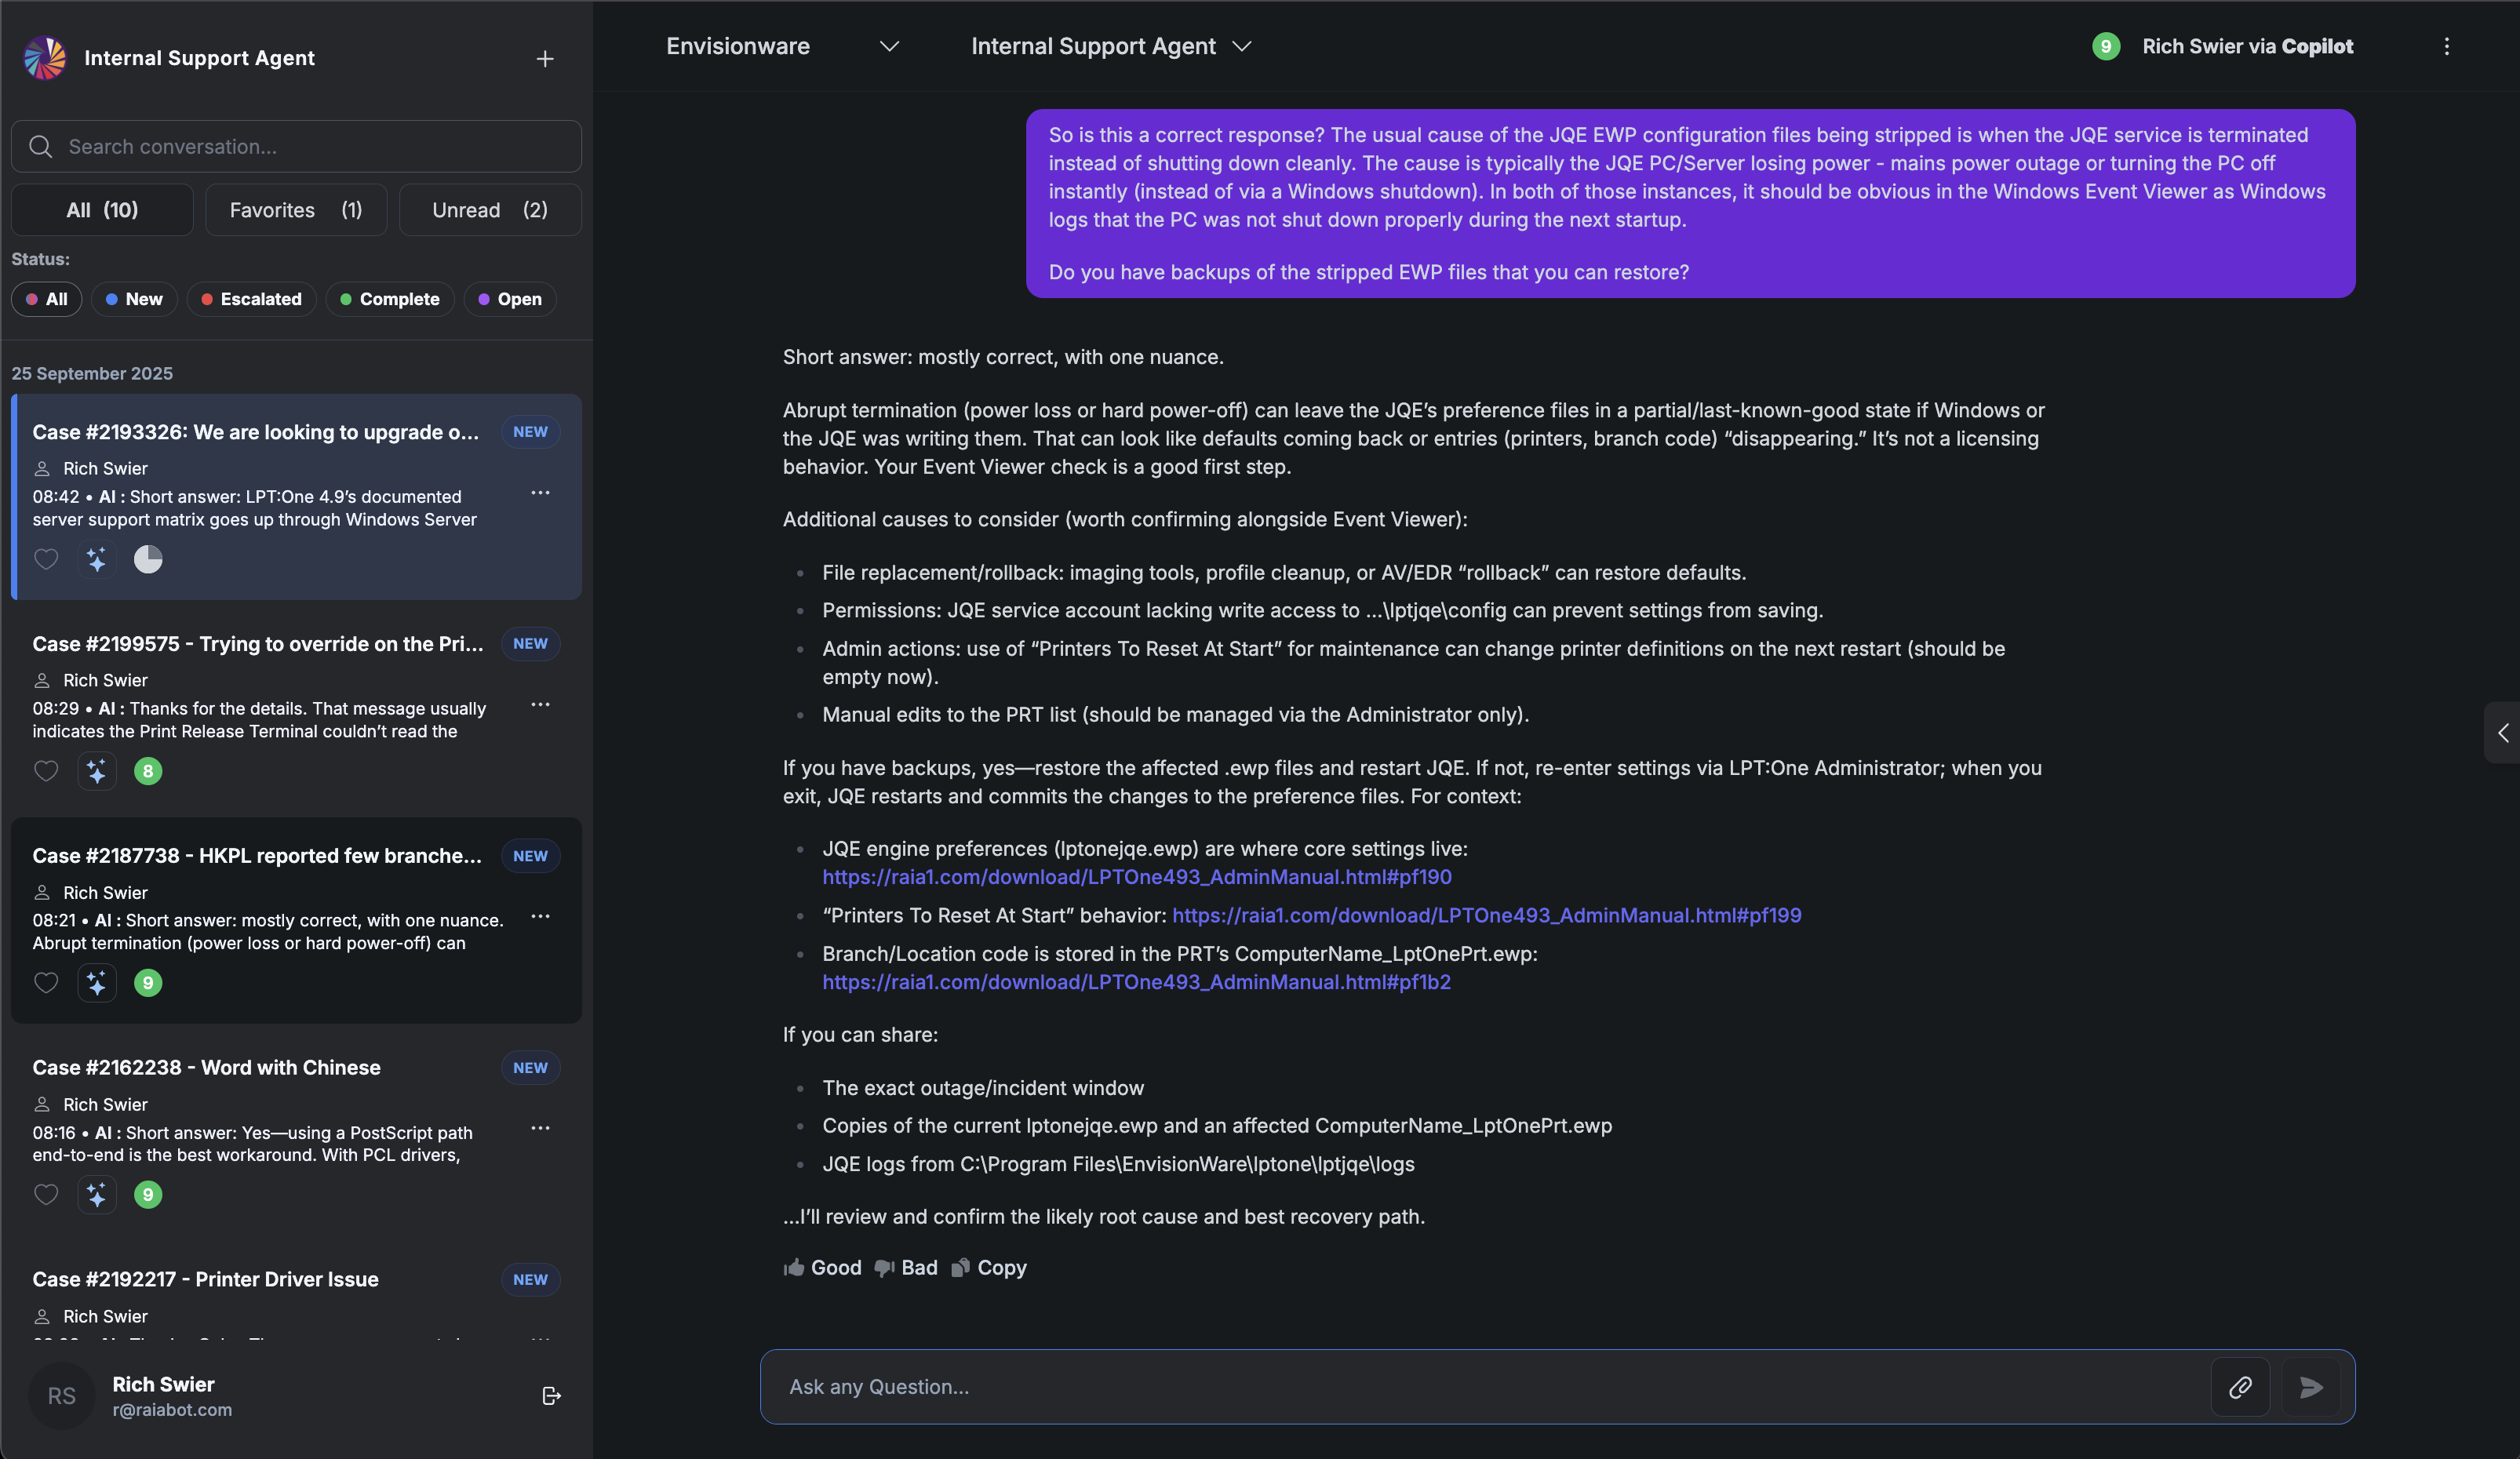 Internal Support Agent
Search conversation...
All (10)
Favorites (1)
Unread (2)
Status:
All
New
Escalated
Complete
Open
25 September 2025
Case #2193326: We are looking to upgrade o...
NEW
Rich Swier
08:42 • AI : Short answer: LPT:One 4.9’s documented
server support matrix goes up through Windows Server
Case #2199575 - Trying to override on the Pri...
NEW
Rich Swier
08:29 • AI : Thanks for the details. That message usually
indicates the Print Release Terminal couldn’t read the
8
Case #2187738 - HKPL reported few branche...
NEW
Rich Swier
08:21 • AI : Short answer: mostly correct, with one nuance.
Abrupt termination (power loss or hard power-off) can
9
Case #2162238 - Word with Chinese
NEW
Rich Swier
08:16 • AI : Short answer: Yes—using a PostScript path
end-to-end is the best workaround. With PCL drivers,
9
Case #2192217 - Printer Driver Issue
NEW
Rich Swier
RS
Rich Swier
r@raiabot.com
Envisionware
Internal Support Agent
9
Rich Swier via Copilot
So is this a correct response? The usual cause of the JQE EWP configuration files being stripped is when the JQE service is terminated
instead of shutting down cleanly. The cause is typically the JQE PC/Server losing power - mains power outage or turning the PC off
instantly (instead of via a Windows shutdown). In both of those instances, it should be obvious in the Windows Event Viewer as Windows
logs that the PC was not shut down properly during the next startup.
Do you have backups of the stripped EWP files that you can restore?
Short answer: mostly correct, with one nuance.
Abrupt termination (power loss or hard power-off) can leave the JQE’s preference files in a partial/last-known-good state if Windows or
the JQE was writing them. That can look like defaults coming back or entries (printers, branch code) “disappearing.” It’s not a licensing
behavior. Your Event Viewer check is a good first step.
Additional causes to consider (worth confirming alongside Event Viewer):
• File replacement/rollback: imaging tools, profile cleanup, or AV/EDR “rollback” can restore defaults.
• Permissions: JQE service account lacking write access to ...\lptjqe\config can prevent settings from saving.
• Admin actions: use of “Printers To Reset At Start” for maintenance can change printer definitions on the next restart (should be
empty now).
• Manual edits to the PRT list (should be managed via the Administrator only).
If you have backups, yes—restore the affected .ewp files and restart JQE. If not, re-enter settings via LPT:One Administrator; when you
exit, JQE restarts and commits the changes to the preference files. For context:
• JQE engine preferences (lptonejqe.ewp) are where core settings live:
https://raia1.com/download/LPTOne493_AdminManual.html#pf190
• “Printers To Reset At Start” behavior: https://raia1.com/download/LPTOne493_AdminManual.html#pf199
• Branch/Location code is stored in the PRT’s ComputerName_LptOnePrt.ewp:
https://raia1.com/download/LPTOne493_AdminManual.html#pf1b2
If you can share:
• The exact outage/incident window
• Copies of the current lptonejqe.ewp and an affected ComputerName_LptOnePrt.ewp
• JQE logs from C:\Program Files\EnvisionWare\lptone\lptjqe\logs
...I’ll review and confirm the likely root cause and best recovery path.
Good Bad Copy
Ask any Question...